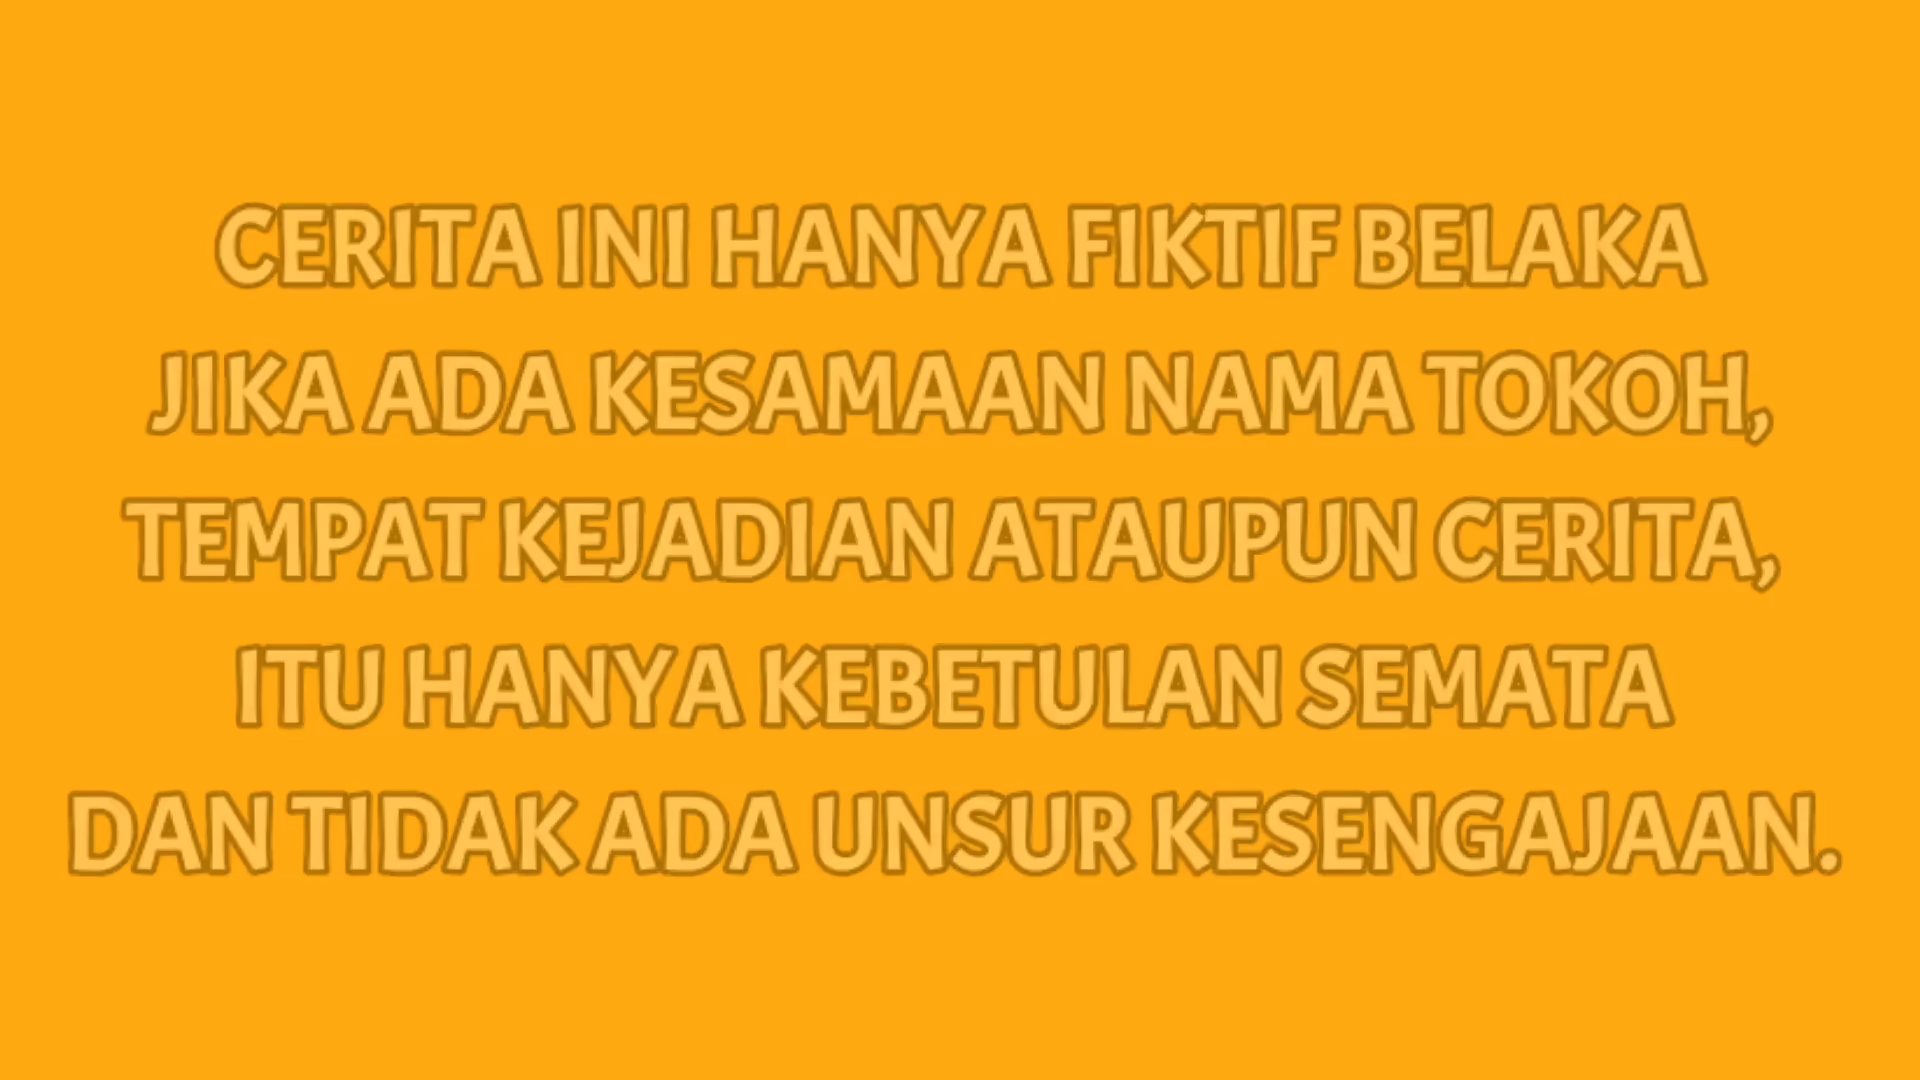 CERITA INI HANYA FIKTIF BELAKA
JIKA ADA KESAMAAN NAMA TOKOH,
TEMPAT KEJADIAN ATAUPUN CERITA,
ITU HANYA KEBETULAN SEMATA
DAN TIDAK ADA UNSUR KESENGAJAAN.